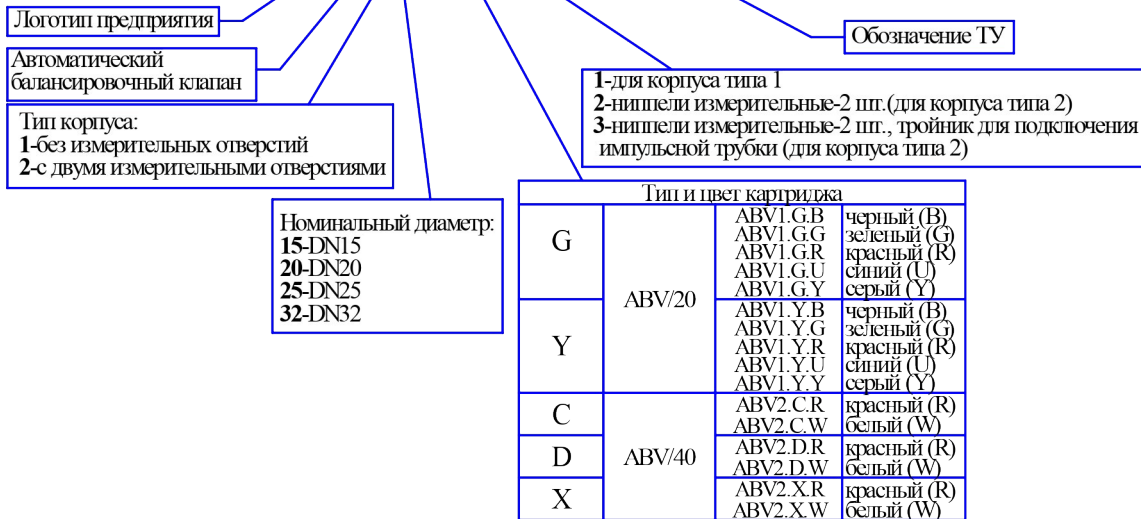 Логотип предприятия
Обозначение ТУ
Автоматический
балансировочный клапан
1-для корпуса типа 1
2-ниппели измерительные-2 шт.(для корпуса типа 2)
3-ниппели измерительные-2 шт., тройник для подключения
импульсной трубки (для корпуса типа 2)
Тип корпуса:
1-без измерительных отверстий
2-с двумя измерительными отверстиями
Номинальный диаметр:
15-DN15
20-DN20
25-DN25
32-DN32
Тип и цвет картриджа
G
ABV/20
ABV1.G.B черный (B)
ABV1.G.G зеленый (G)
ABV1.G.R красный (R)
ABV1.G.U синий (U)
ABV1.G.Y серый (Y)
Y
ABV1.Y.B черный (B)
ABV1.Y.G зеленый (G)
ABV1.Y.R красный (R)
ABV1.Y.U синий (U)
ABV1.Y.Y серый (Y)
C
ABV/40
ABV2.C.R красный (R)
ABV2.C.W белый (W)
D
ABV2.D.R красный (R)
ABV2.D.W белый (W)
X
ABV2.X.R красный (R)
ABV2.X.W белый (W)